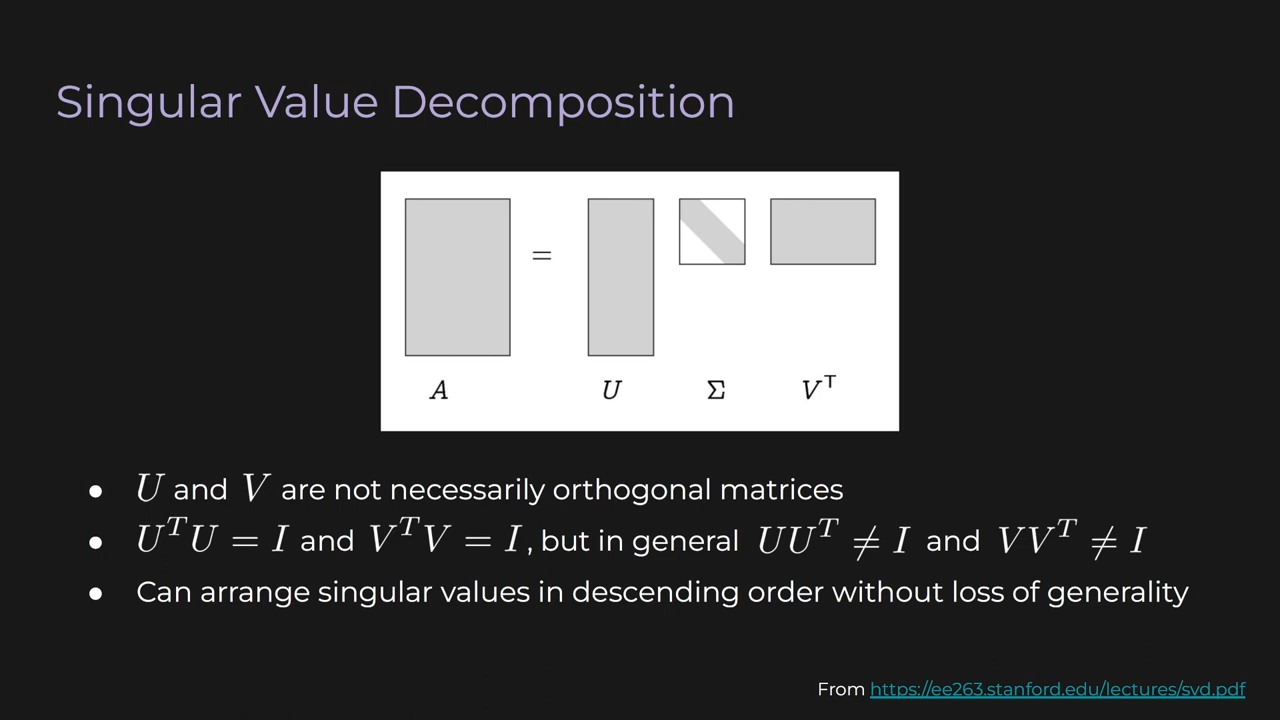 Singular Value Decomposition
A = U Σ Vᵀ
● U and V are not necessarily orthogonal matrices
● UᵀU = I and VᵀV = I, but in general UUᵀ ≠ I and VVᵀ ≠ I
● Can arrange singular values in descending order without loss of generality
From https://ee263.stanford.edu/lectures/svd.pdf